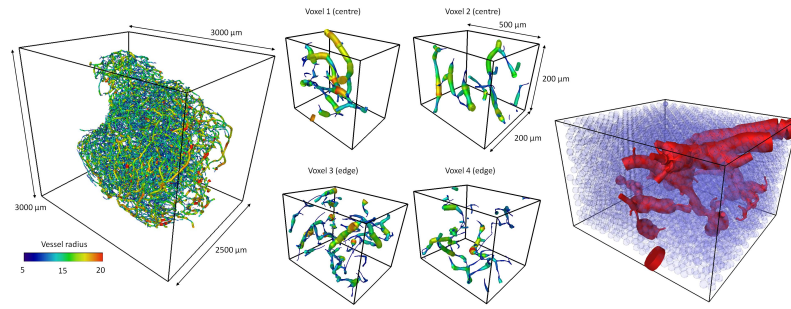 3000 µm
3000 µm
2500 µm
Vessel radius
5 15 20
Voxel 1 (centre)
Voxel 2 (centre)
500 µm
200 µm
200 µm
Voxel 3 (edge)
Voxel 4 (edge)